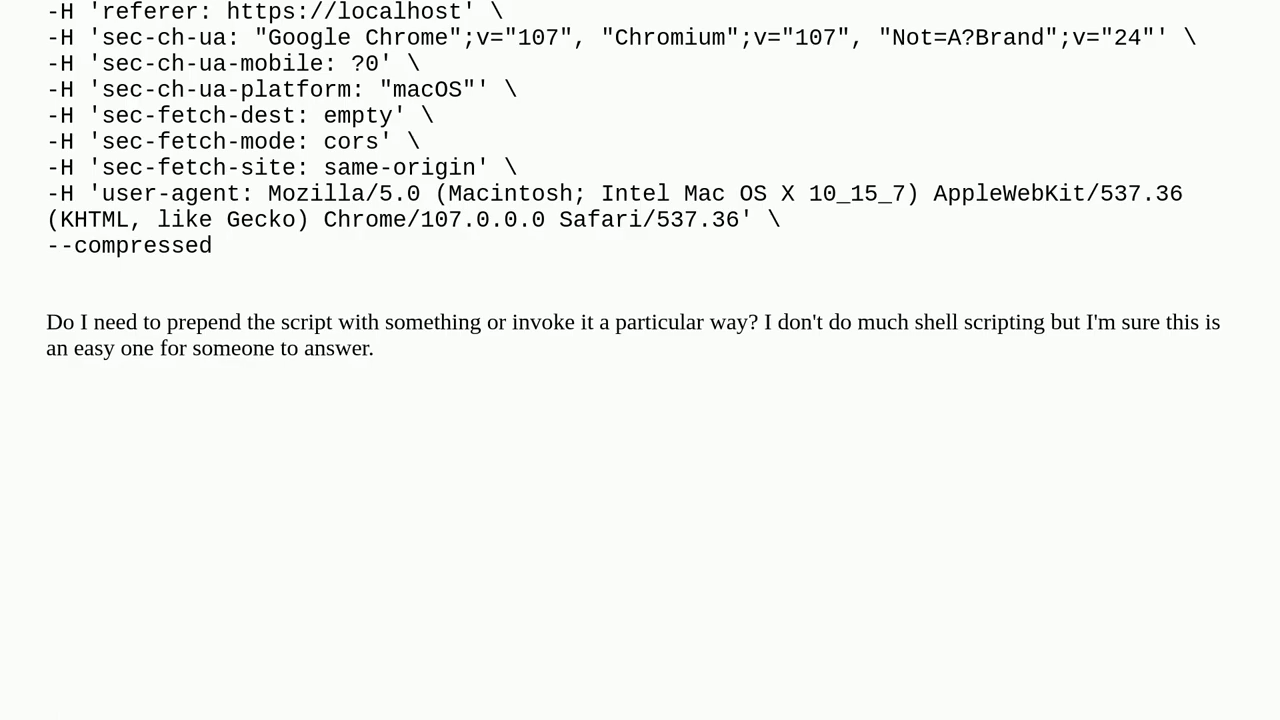 -H 'referer: https://localhost' \
-H 'sec-ch-ua: "Google Chrome";v="107", "Chromium";v="107", "Not=A?Brand";v="24"' \
-H 'sec-ch-ua-mobile: ?0' \
-H 'sec-ch-ua-platform: "macOS"' \
-H 'sec-fetch-dest: empty' \
-H 'sec-fetch-mode: cors' \
-H 'sec-fetch-site: same-origin' \
-H 'user-agent: Mozilla/5.0 (Macintosh; Intel Mac OS X 10_15_7) AppleWebKit/537.36
(KHTML, like Gecko) Chrome/107.0.0.0 Safari/537.36' \
--compressed
Do I need to prepend the script with something or invoke it a particular way? I don't do much shell scripting but I'm sure this is
an easy one for someone to answer.